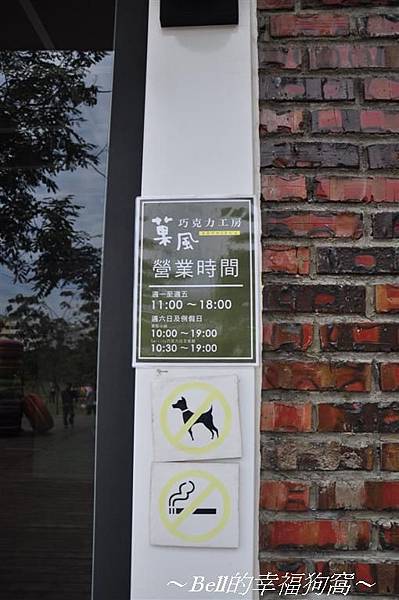 菓風
巧克力工房
營業時間
週一至週五
11:00～18:00
週六日及例假日
10:00～19:00
10:30～19:00
～Bell的幸福狗窩～